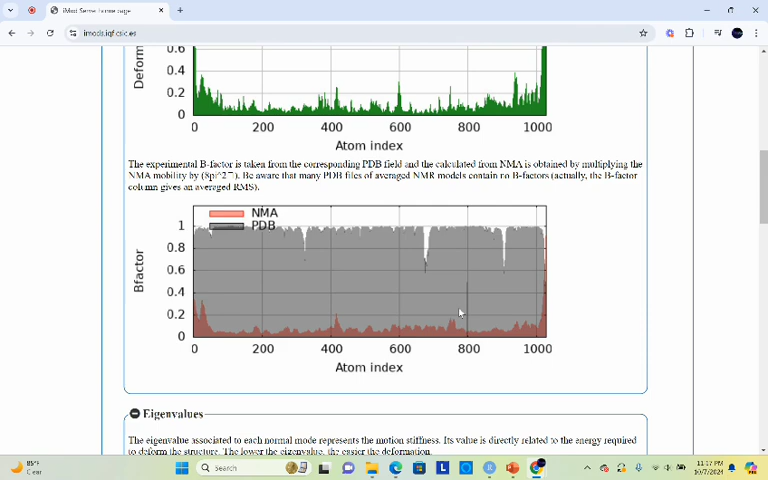 iMod Server home page
imods.iqf.csic.es
Deform
0.6
0.4
0.2
0
0 200 400 600 800 1000
Atom index
The experimental B-factor is taken from the corresponding PDB field and the calculated from NMA is obtained by multiplying the
NMA mobility by (8pi^2). Be aware that many PDB files of averaged NMR models contain no B-factors (actually, the B-factor
column gives an averaged RMS).
NMA
PDB
1
0.8
0.6
0.4
0.2
0
Bfactor
0 200 400 600 800 1000
Atom index
Eigenvalues
The eigenvalue associated to each normal mode represents the motion stiffness. Its value is directly related to the energy required
to deform the structure. The lower the eigenvalue, the easier the deformation.
85°F
Clear
Search
11:17 PM
10/7/2024